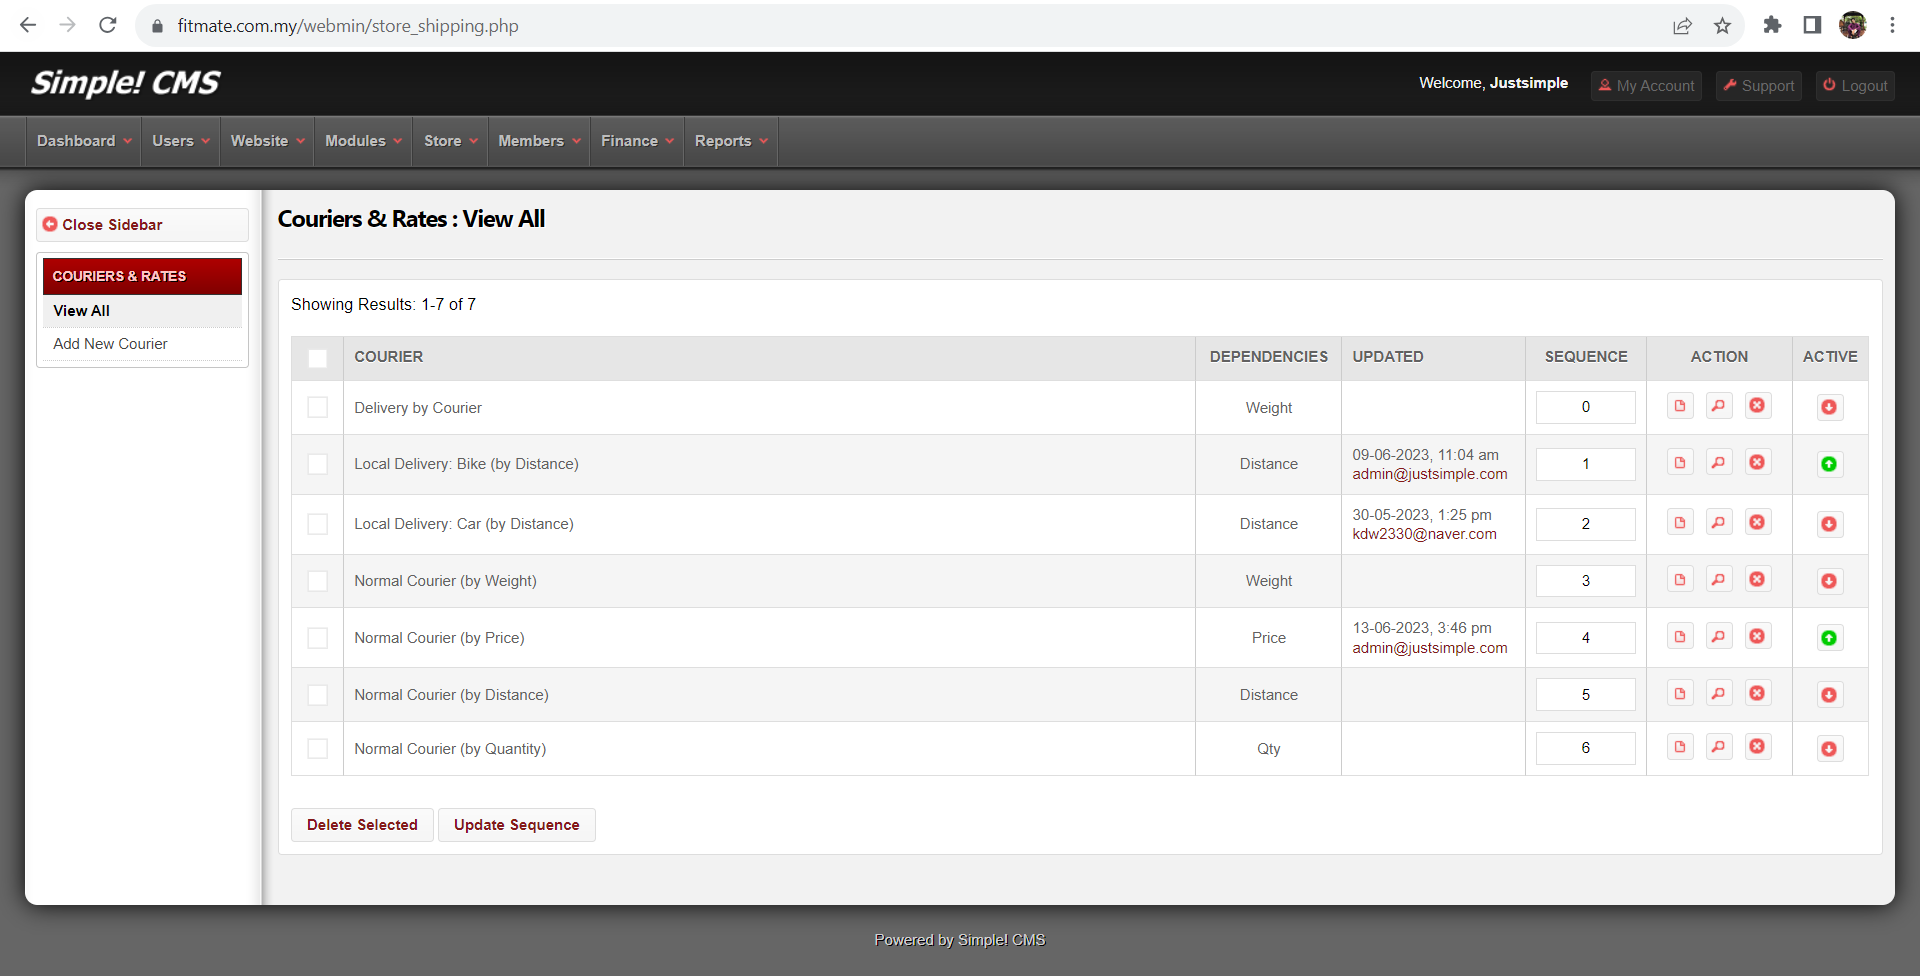 fitmate.com.my/webmin/store_shipping.php
Simple! CMS
Welcome, Justsimple
My Account
Support
Logout
Dashboard
Users
Website
Modules
Store
Members
Finance
Reports
Close Sidebar
COURIERS & RATES
View All
Add New Courier
Couriers & Rates : View All
Showing Results: 1-7 of 7
COURIER DEPENDENCIES UPDATED SEQUENCE ACTION ACTIVE
Delivery by Courier Weight 0
Local Delivery: Bike (by Distance) Distance 09-06-2023, 11:04 am 1
admin@justsimple.com
Local Delivery: Car (by Distance) Distance 30-05-2023, 1:25 pm 2
kdw2330@naver.com
Normal Courier (by Weight) Weight 3
Normal Courier (by Price) Price 13-06-2023, 3:46 pm 4
admin@justsimple.com
Normal Courier (by Distance) Distance 5
Normal Courier (by Quantity) Qty 6
Delete Selected
Update Sequence
Powered by Simple! CMS